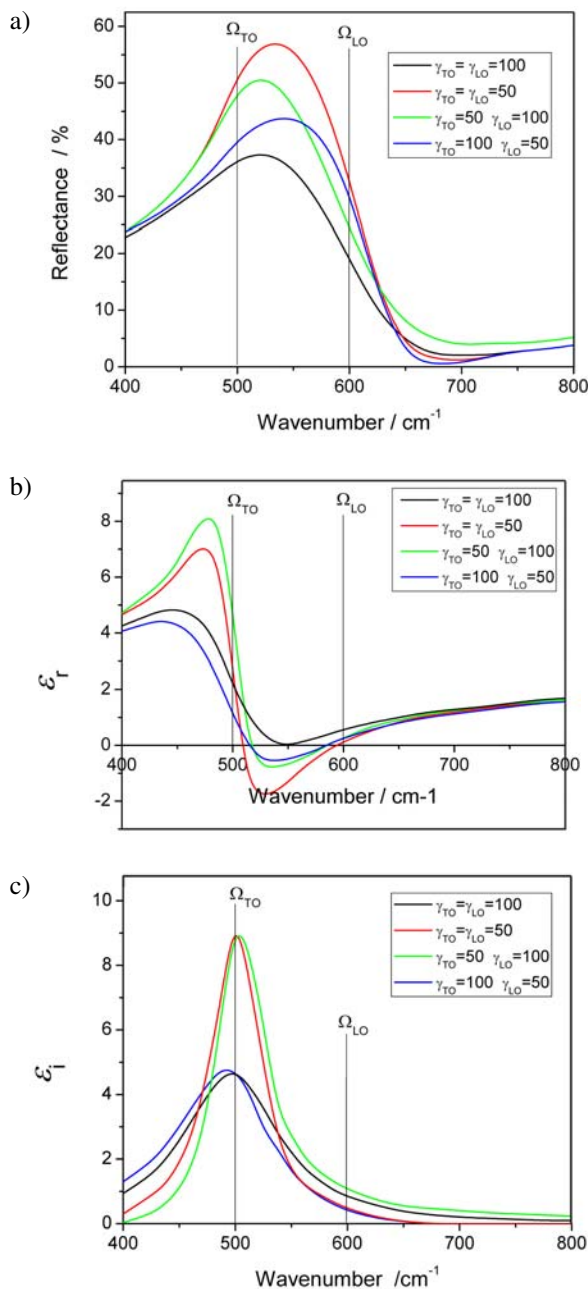 a)
Ω_TO
Ω_LO
γ_TO= γ_LO=100
γ_TO= γ_LO=50
γ_TO=50 γ_LO=100
γ_TO=100 γ_LO=50
60
50
40
30
20
10
0
Reflectance / %
400 500 600 700 800
Wavenumber / cm⁻¹
b)
Ω_TO
Ω_LO
γ_TO= γ_LO=100
γ_TO= γ_LO=50
γ_TO=50 γ_LO=100
γ_TO=100 γ_LO=50
8
6
4
2
0
-2
ε_r
400 500 600 700 800
Wavenumber / cm-1
c)
Ω_TO
Ω_LO
γ_TO=γ_LO=100
γ_TO=γ_LO=50
γ_TO=50 γ_LO=100
γ_TO=100 γ_LO=50
10
8
6
4
2
0
ε_i
400 500 600 700 800
Wavenumber /cm⁻¹